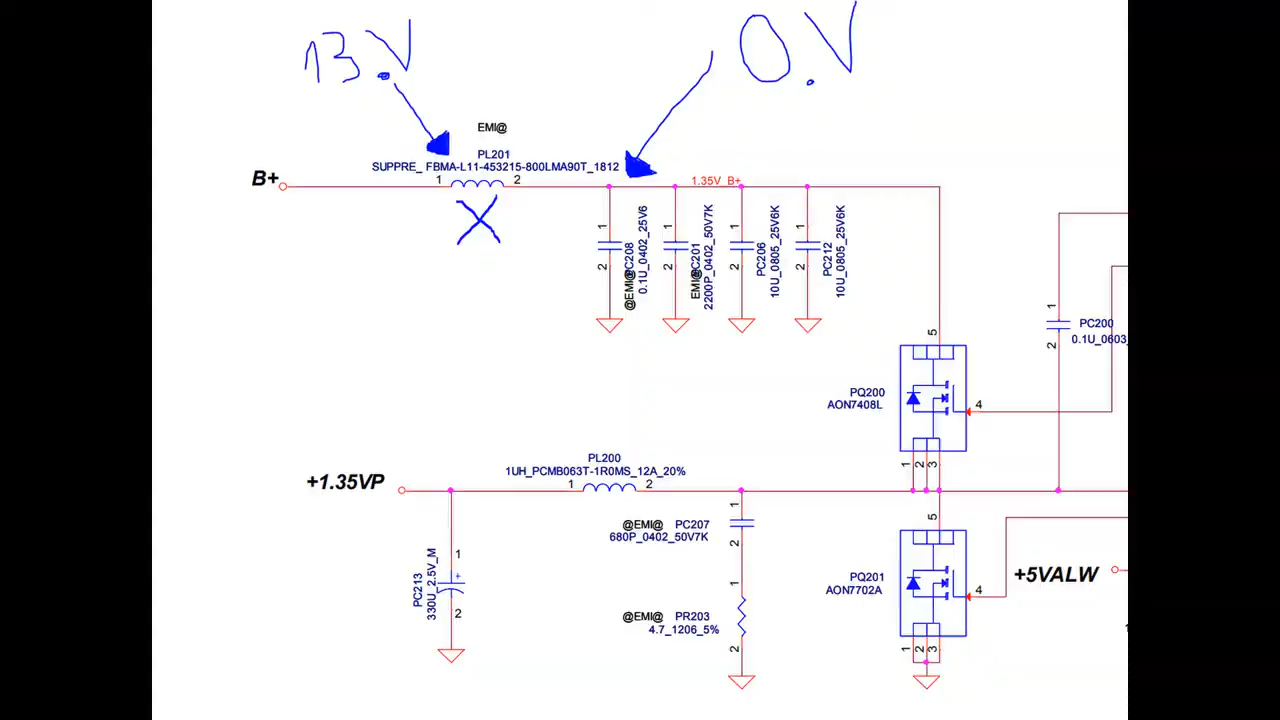 13.V
0.V
EMI@
PL201
SUPPRE_ FBMA-L11-453215-800LMA90T_1812
B+
1
2
1.35V_B+
1
2
@EMI@
PC208
0.1U_0402_25V6
1
2
EMI@
PC201
2200P_0402_50V7K
1
2
PC206
10U_0805_25V6K
1
2
PC212
10U_0805_25V6K
5
PQ200
AON7408L
4
1
2
3
1
2
PC200
0.1U_0603_
+1.35VP
PL200
1UH_PCMB063T-1R0MS_12A_20%
1
2
@EMI@ PC207
680P_0402_50V7K
1
2
PC213
330U_2.5V_M
1
+
2
@EMI@ PR203
4.7_1206_5%
1
2
5
PQ201
AON7702A
4
1
2
3
+5VALW